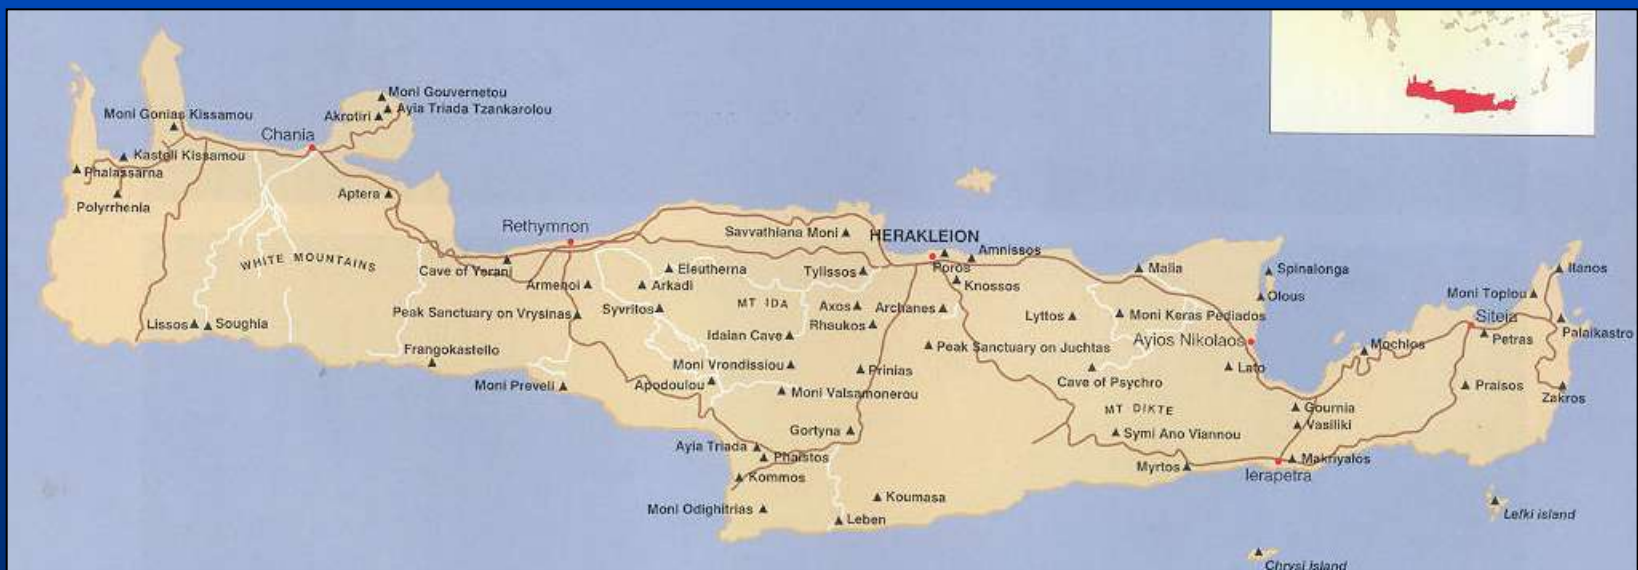 Moni Gouvernetou
Ayia Triada Tzankarolou
Akrotiri
Moni Gonias Kissamou
Chania
Kasteli Kissamou
Phalassarna
Polyrrhenia
Aptera
Rethymnon
Savvathiana Moni
HERAKLEION
Amnissos
WHITE MOUNTAINS
Cave of Yerani
Eleutherna
Tylissos
Poros
Malia
Spinalonga
Itanos
Armenoi
Arkadi
Knossos
Olous
Moni Toplou
MT IDA
Peak Sanctuary on Vrysinas
Syvritos
Axos
Archanes
Lyttos
Moni Keras Pediados
Siteia
Lissos
Soughia
Rhaukos
Palaikastro
Idaian Cave
Ayios Nikolaos
Petras
Frangokastello
Peak Sanctuary on Juchtas
Mochlos
Moni Vrondissiou
Prinias
Lato
Moni Preveli
Apodoulou
Cave of Psychro
Praisos
Moni Valsamonerou
Zakros
MT DIKTE
Gournia
Gortyna
Symi Ano Viannou
Vasiliki
Ayia Triada
Phaistos
Myrtos
Makriyalos
Kommos
Ierapetra
Koumasa
Moni Odighitrias
Leben
Lefki island
Chrysi island